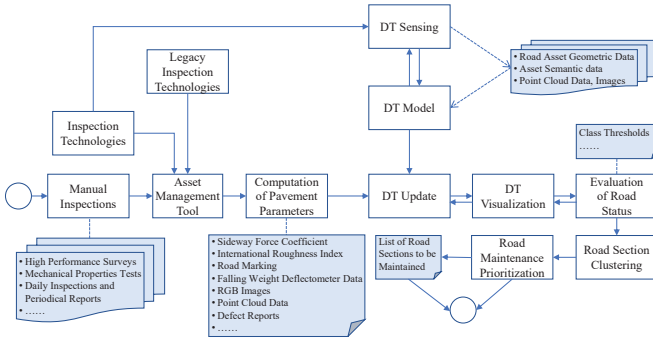 DT Sensing
Legacy
Inspection
Technologies
• Road Asset Geometric Data
• Asset Semantic data
• Point Cloud Data, Images
DT Model
Inspection
Technologies
Class Thresholds
……
Manual
Inspections
Asset
Management
Tool
Computation
of Pavement
Parameters
DT Update
DT
Visualization
Evaluation
of Road
Status
• High Performance Surveys
• Mechanical Properties Tests
• Daily Inspections and
Periodical Reports
• ……
• Sideway Force Coefficient
• International Roughness Index
• Road Marking
• Falling Weight Deflectometer Data
• RGB Images
• Point Cloud Data
• Defect Reports
• ……
List of Road
Sections to be
Maintained
Road
Maintenance
Prioritization
Road Section
Clustering